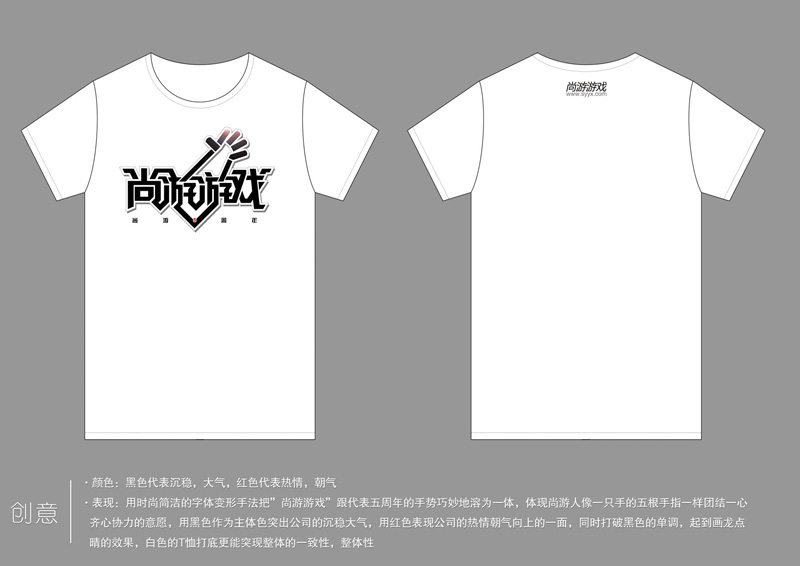 尚游游戏
尚游五周年
尚游游戏
www.syyx.com
创意
·颜色：黑色代表沉稳，大气，红色代表热情，朝气
·表现：用时尚简洁的字体变形手法把”尚游游戏”跟代表五周年的手势巧妙地溶为一体，体现尚游人像一只手的五根手指一样团结一心
齐心协力的意愿，用黑色作为主体色突出公司的沉稳大气，用红色表现公司的热情朝气向上的一面，同时打破黑色的单调，起到画龙点
睛的效果，白色的T恤打底更能突现整体的一致性，整体性